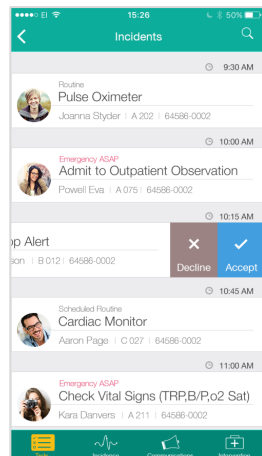 EI 15:26 50%
Incidents
9:30 AM
Routine
Pulse Oximeter
Joanna Styder | A 202 | 64586-0002
10:00 AM
Emergency ASAP
Admit to Outpatient Observation
Powell Eva | A 075 | 64586-0002
10:15 AM
op Alert
son | B 012 | 64586-0002
Decline Accept
10:45 AM
Scheduled Routine
Cardiac Monitor
Aaron Page | C 027 | 64586-0002
11:00 AM
Emergency ASAP
Check Vital Signs (TRP,B/P,o2 Sat)
Kara Danvers | A 211 | 64586-0002